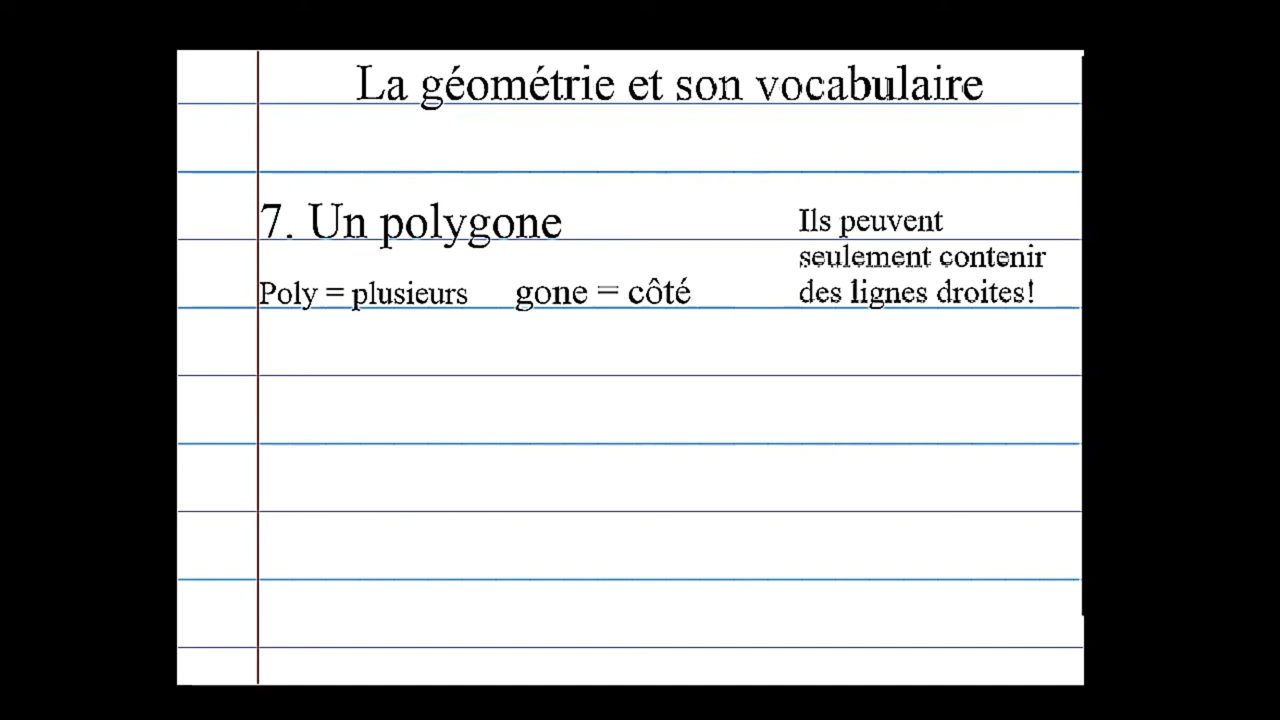 La géométrie et son vocabulaire
7. Un polygone
Poly = plusieurs gone = côté
Ils peuvent
seulement contenir
des lignes droites!